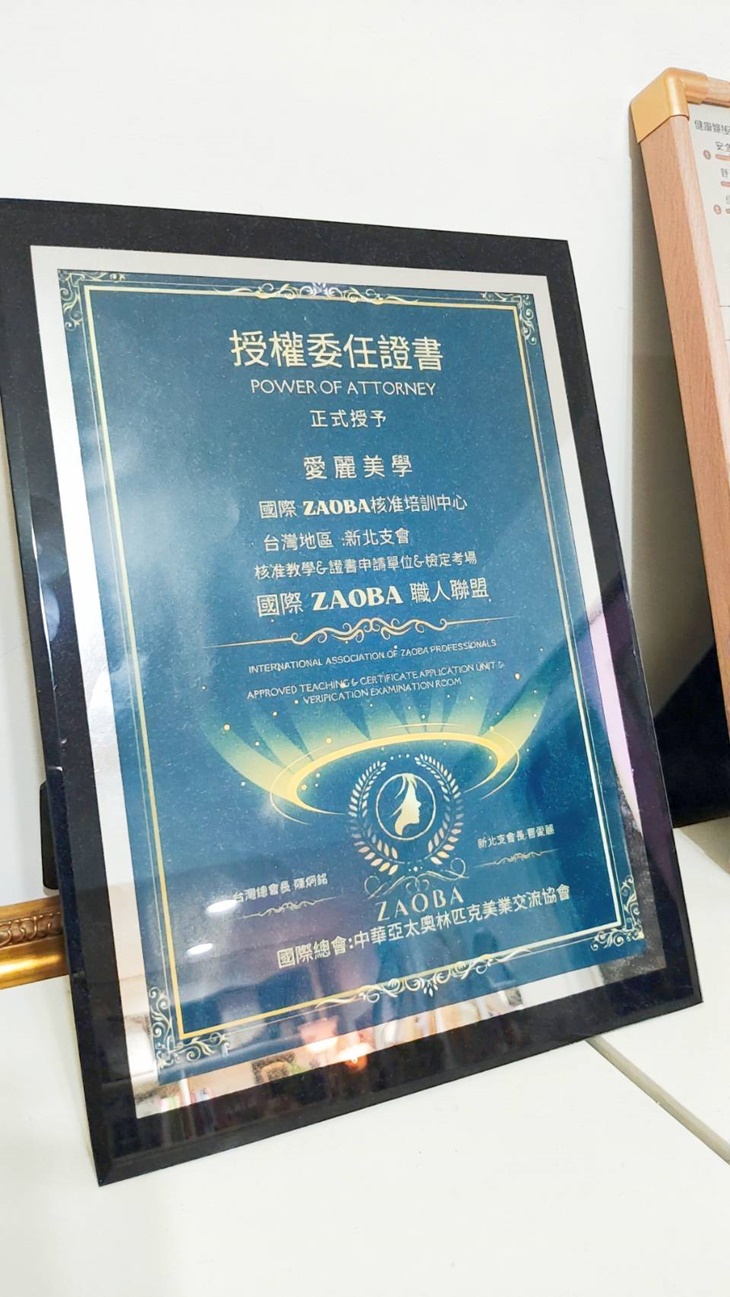 授權委任證書
POWER OF ATTORNEY
正式授予
愛麗美學
國際 ZAOBA核准培訓中心
台灣地區 :新北支會
核准教學&證書申請單位&檢定考場
國際 ZAOBA 職人聯盟
INTERNATIONAL ASSOCIATION OF ZAOBA PROFESSIONALS
APPROVED TEACHING & CERTIFICATE APPLICATION UNIT &
VERIFICATION EXAMINATION ROOM
台灣總會長:陳炳銘
新北支會長:
ZAOBA
國際總會:中華亞太奧林匹克美業交流協會
安全